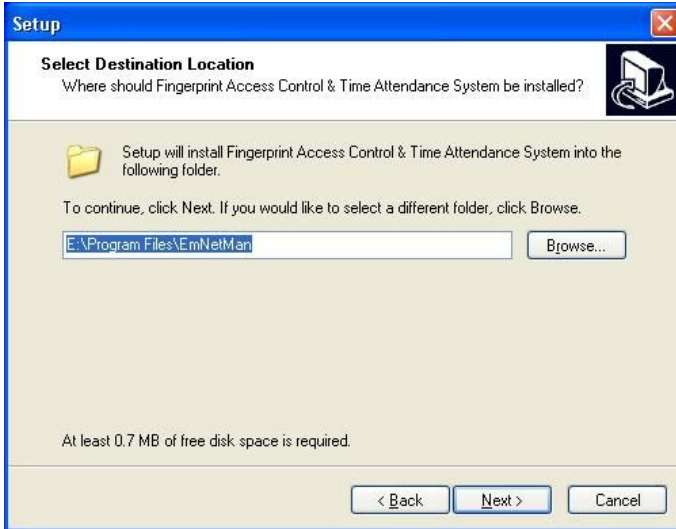 Setup
Select Destination Location
Where should Fingerprint Access Control & Time Attendance System be installed?
Setup will install Fingerprint Access Control & Time Attendance System into the
following folder.
To continue, click Next. If you would like to select a different folder, click Browse.
E:\Program Files\EmNetMan
Browse...
At least 0.7 MB of free disk space is required.
< Back
Next >
Cancel